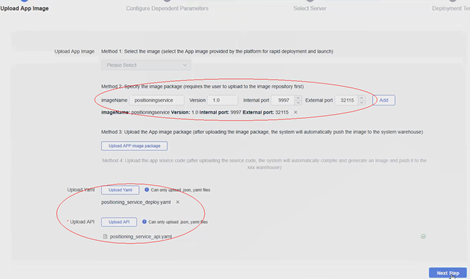 Upload App Image
Configure Dependent Parameters
Select Server
Deployment Te
Upload App Image
Method 1: Select the image (select the App image provided by the platform for rapid deployment and launch)
Please Select
Method 2: Specify the image package (requires the user to upload to the image repository first)
imageName positioningservice Version 1.0 Internal port 9997 External port 32115 Add
imageName: positioningservice Version: 1.0 Internal port: 9997 External port: 32115 ×
Method 3: Upload the App image package (after uploading the image package, the system will automatically push the image to the system warehouse)
Upload APP image package
Method 4: Upload the app source code (after uploading the source code, the system will automatically compile and generate an image and push it to the
own warehouse)
Upload Yaml Upload Yaml Can only upload .json, yaml files
positioning_service_deploy.yaml ×
* Upload API Upload API Can only upload .json, yaml files
positioning_service_api.yaml
Next Step